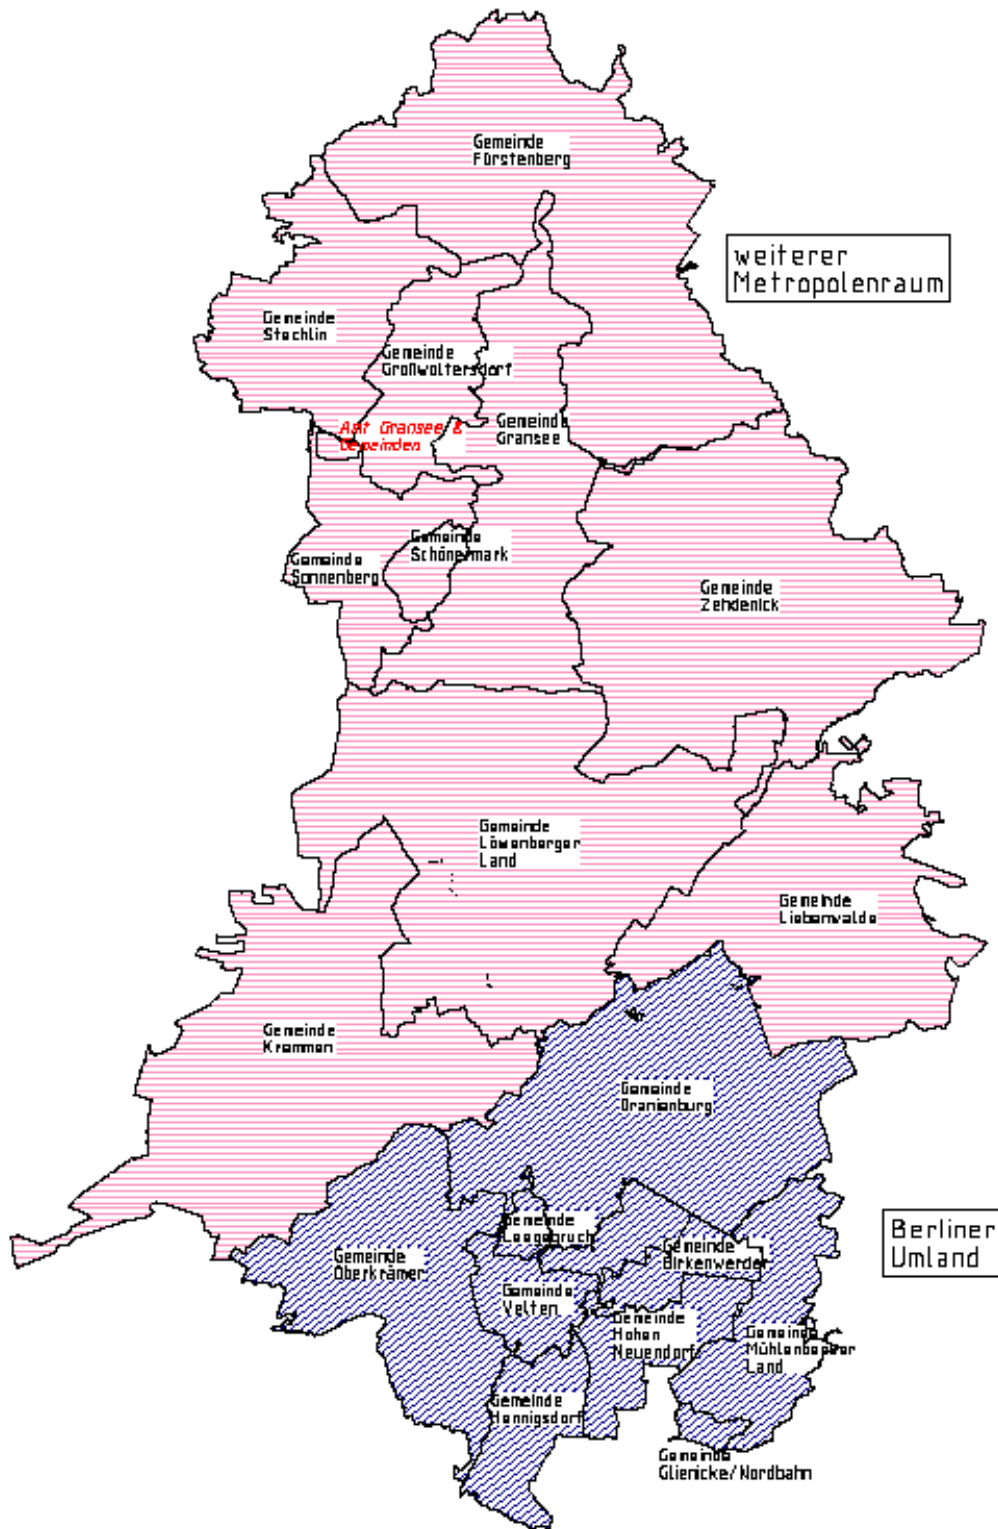 Gemeinde
Fürstenberg
weiterer
Metropolenraum
Gemeinde
Stechlin
Gemeinde
Großwoltersdorf
Gemeinde
Gransee
Amt Gransee &
Gemeinden
Gemeinde
Schönermark
Gemeinde
Sonnenberg
Gemeinde
Zehdenick
Gemeinde
Löwenberger
Land
Gemeinde
Liebenwalde
Gemeinde
Kremmen
Gemeinde
Oranienburg
Berliner
Umland
Gemeinde
Leegebruch
Gemeinde
Birkenwerder
Gemeinde
Oberkrämer
Gemeinde
Velten
Gemeinde
Hohen
Neuendorf
Gemeinde
Mühlenbecker
Land
Gemeinde
Hennigsdorf
Gemeinde
Glienicke/Nordbahn